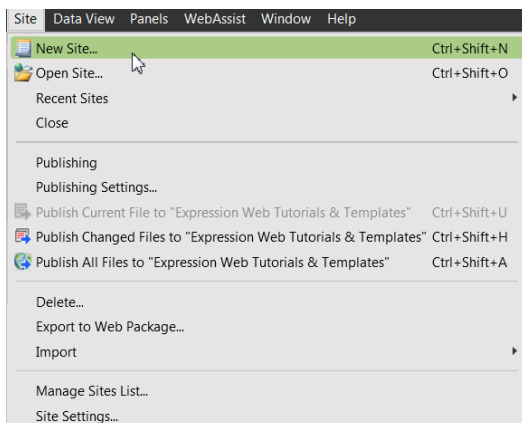 Site Data View Panels WebAssist Window Help
New Site... Ctrl+Shift+N
Open Site... Ctrl+Shift+O
Recent Sites
Close
Publishing
Publishing Settings...
Publish Current File to "Expression Web Tutorials & Templates" Ctrl+Shift+U
Publish Changed Files to "Expression Web Tutorials & Templates" Ctrl+Shift+H
Publish All Files to "Expression Web Tutorials & Templates" Ctrl+Shift+A
Delete...
Export to Web Package...
Import
Manage Sites List...
Site Settings...